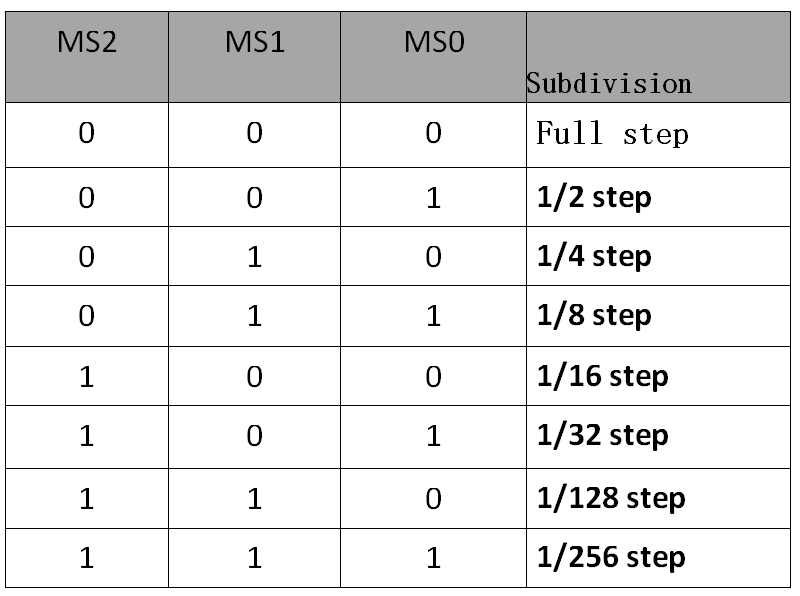 MS2 MS1 MS0 Subdivision
0 0 0 Full step
0 0 1 1/2 step
0 1 0 1/4 step
0 1 1 1/8 step
1 0 0 1/16 step
1 0 1 1/32 step
1 1 0 1/128 step
1 1 1 1/256 step